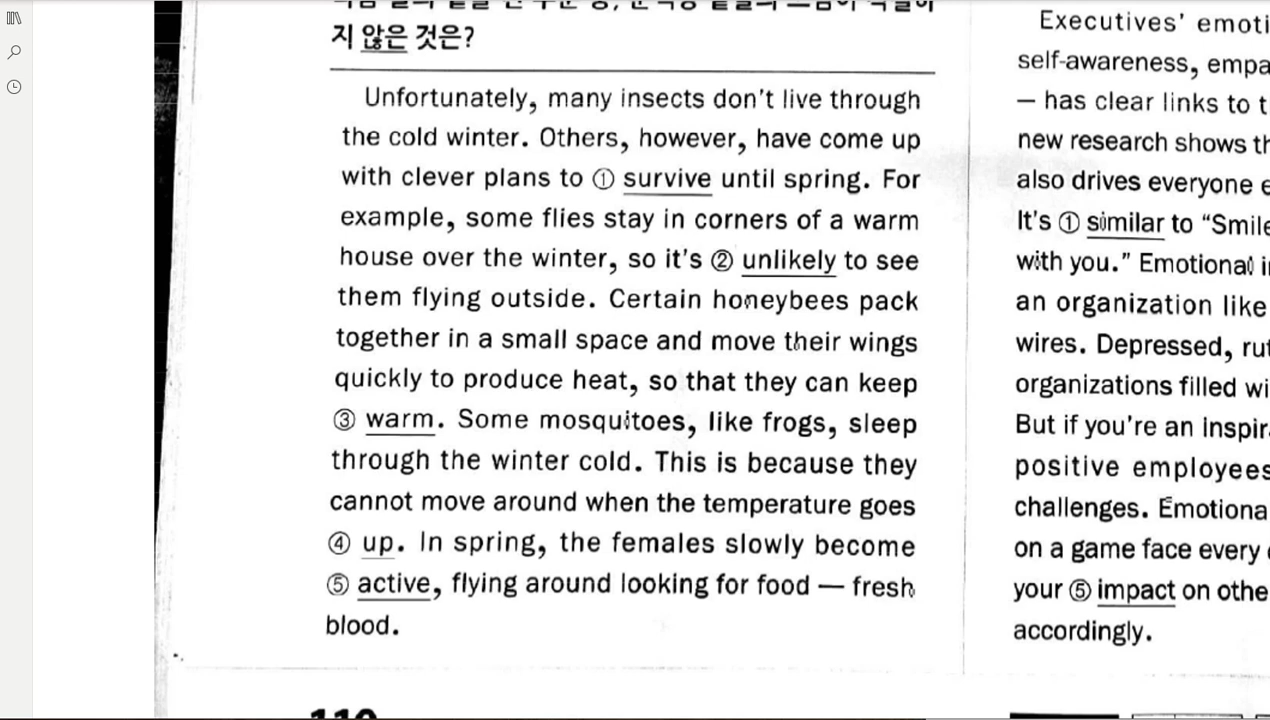 지 않은 것은?
Unfortunately, many insects don't live through
the cold winter. Others, however, have come up
with clever plans to ① survive until spring. For
example, some flies stay in corners of a warm
house over the winter, so it's ② unlikely to see
them flying outside. Certain honeybees pack
together in a small space and move their wings
quickly to produce heat, so that they can keep
③ warm. Some mosquitoes, like frogs, sleep
through the winter cold. This is because they
cannot move around when the temperature goes
④ up. In spring, the females slowly become
⑤ active, flying around looking for food — fresh
blood.
Executives' emoti
self-awareness, empa
— has clear links to t
new research shows th
also drives everyone e
It's ① similar to "Smile
with you." Emotional i
an organization like
wires. Depressed, rut
organizations filled wi
But if you're an inspir
positive employees
challenges. Emotiona
on a game face every
your ⑤ impact on othe
accordingly.